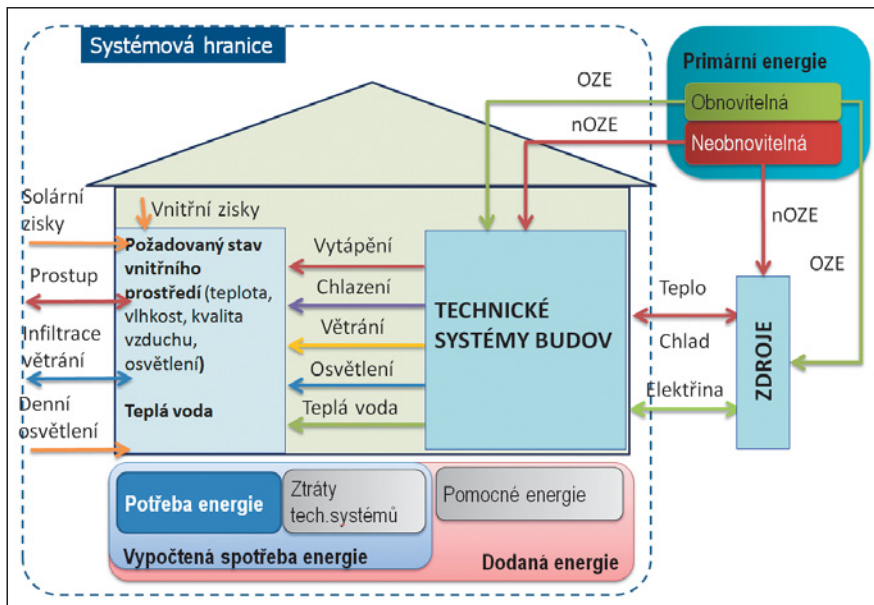 Systémová hranice
Primární energie
Obnovitelná
Neobnovitelná
OZE
nOZE
nOZE
OZE
Solární
zisky
Vnitřní zisky
Prostup
Infiltrace
větrání
Denní
osvětlení
Požadovaný stav
vnitřního
prostředí (teplota,
vlhkost, kvalita
vzduchu,
osvětlení)
Teplá voda
Vytápění
Chlazení
Větrání
Osvětlení
Teplá voda
TECHNICKÉ
SYSTÉMY BUDOV
Teplo
Chlad
Elektřina
ZDROJE
Potřeba energie
Ztráty
tech.systémů
Pomocné energie
Vypočtená spotřeba energie
Dodaná energie